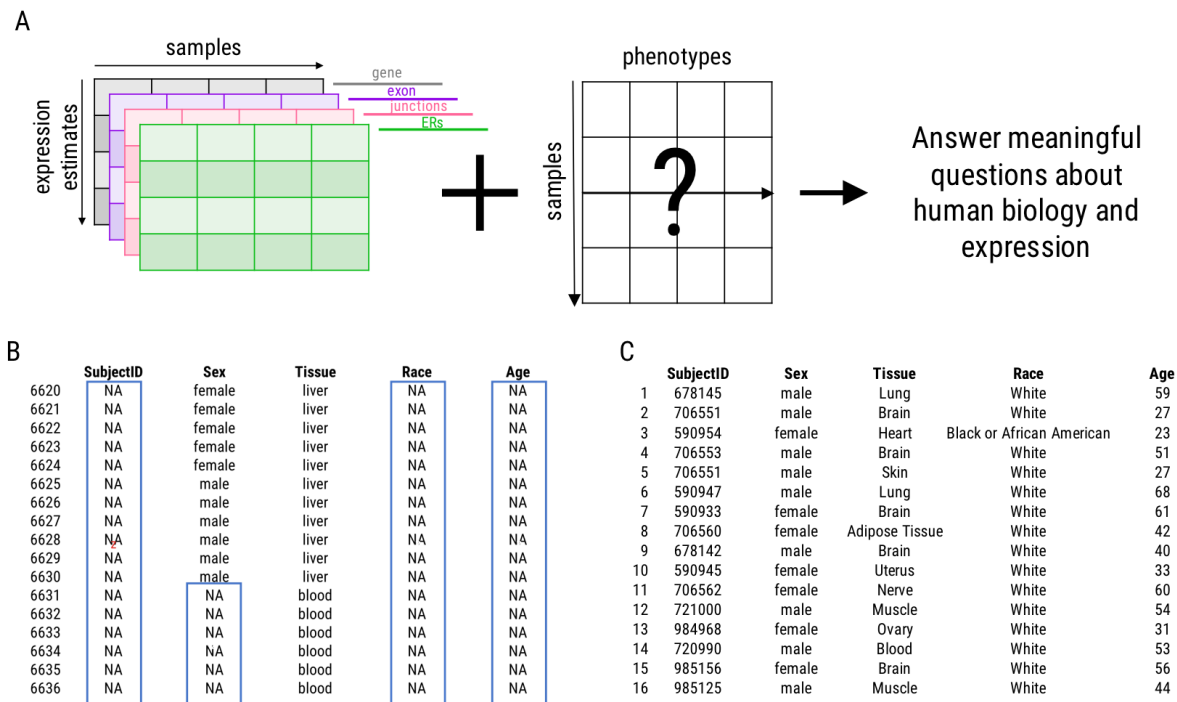 A
samples
expression
estimates
gene
exon
junctions
ERs
phenotypes
samples
?
Answer meaningful
questions about
human biology and
expression
B
SubjectID Sex Tissue Race Age
6620 NA female liver NA NA
6621 NA female liver NA NA
6622 NA female liver NA NA
6623 NA female liver NA NA
6624 NA female liver NA NA
6625 NA male liver NA NA
6626 NA male liver NA NA
6627 NA male liver NA NA
6628 NA male liver NA NA
6629 NA male liver NA NA
6630 NA male liver NA NA
6631 NA NA blood NA NA
6632 NA NA blood NA NA
6633 NA NA blood NA NA
6634 NA NA blood NA NA
6635 NA NA blood NA NA
6636 NA NA blood NA NA
C
SubjectID Sex Tissue Race Age
1 678145 male Lung White 59
2 706551 male Brain White 27
3 590954 female Heart Black or African American 23
4 706553 male Brain White 51
5 706551 male Skin White 27
6 590947 male Lung White 68
7 590933 female Brain White 61
8 706560 female Adipose Tissue White 42
9 678142 male Brain White 40
10 590945 female Uterus White 33
11 706562 female Nerve White 60
12 721000 male Muscle White 54
13 984968 female Ovary White 31
14 720990 male Blood White 53
15 985156 female Brain White 56
16 985125 male Muscle White 44